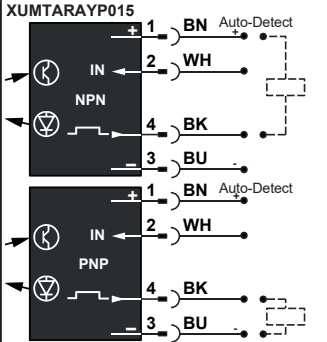 XUMTARAYP015
+ 1 BN Auto-Detect
+
IN 2 WH
NPN
4 BK
− 3 BU -
+ 1 BN Auto-Detect
+
IN 2 WH
PNP
4 BK
− 3 BU -